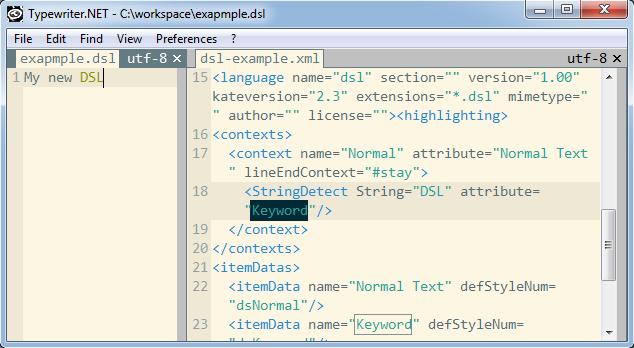 Typewriter.NET - C:\workspace\exapmple.dsl
File Edit Find View Preferences ?
exapmple.dsl utf-8 × dsl-example.xml utf-8 ×
1 My new DSL
15 <language name="dsl" section="" version="1.00"
kateversion="2.3" extensions="*.dsl" mimetype="
" author="" license=""><highlighting>
16 <contexts>
17 <context name="Normal" attribute="Normal Text
" lineEndContext="#stay">
18 <StringDetect String="DSL" attribute=
"Keyword"/>
19 </context>
20 </contexts>
21 <itemDatas>
22 <itemData name="Normal Text" defStyleNum=
"dsNormal"/>
23 <itemData name="Keyword" defStyleNum=